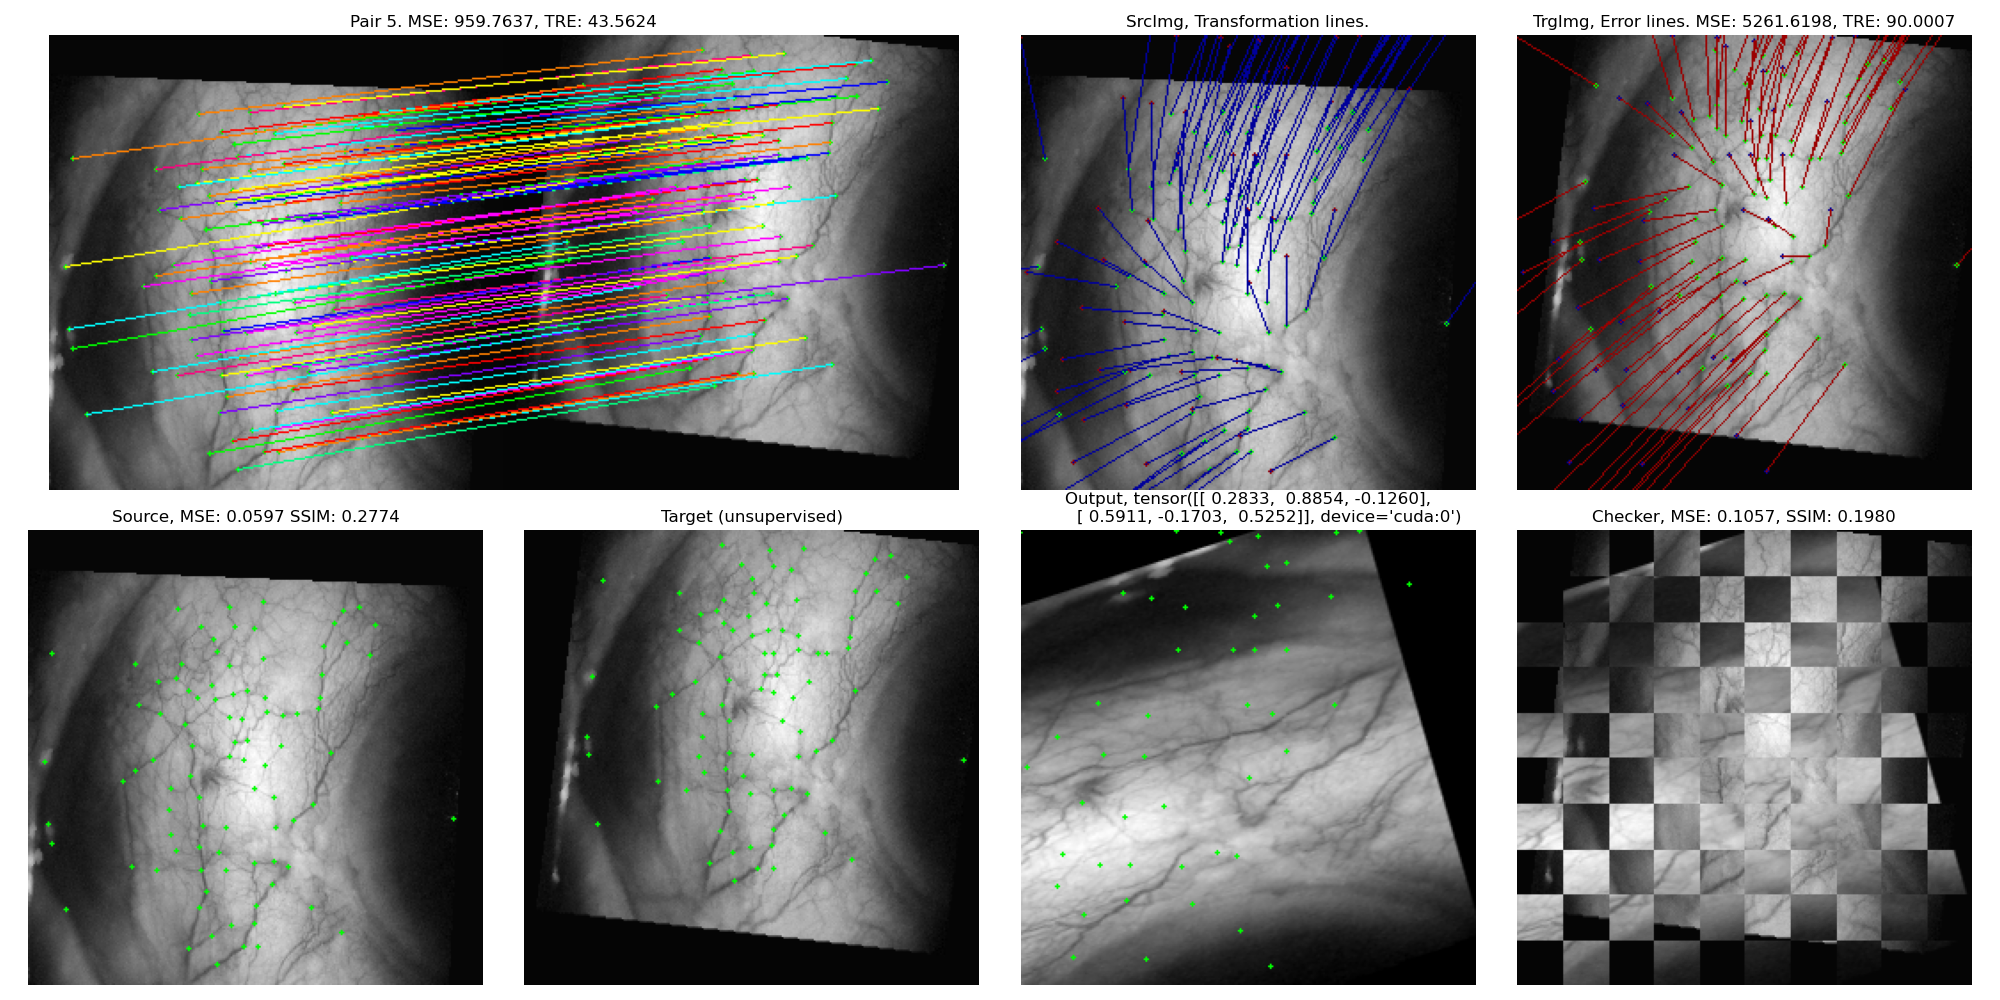 Pair 5. MSE: 959.7637, TRE: 43.5624
SrcImg, Transformation lines.
TrgImg, Error lines. MSE: 5261.6198, TRE: 90.0007
Source, MSE: 0.0597 SSIM: 0.2774
Target (unsupervised)
Output, tensor([[ 0.2833,  0.8854, -0.1260],
[ 0.5911, -0.1703,  0.5252]], device='cuda:0')
Checker, MSE: 0.1057, SSIM: 0.1980